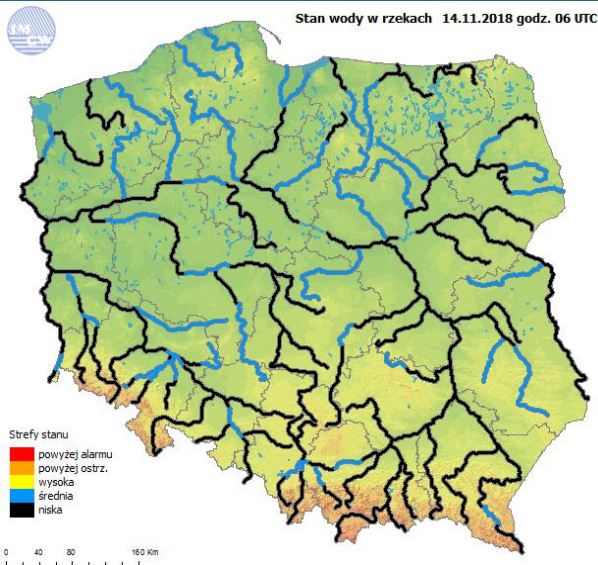 Stan wody w rzekach 14.11.2018 godz. 06 UTC
Strefy stanu
powyżej alarmu
powyżej ostrz.
wysoka
średnia
niska
0 40 80 160 Km